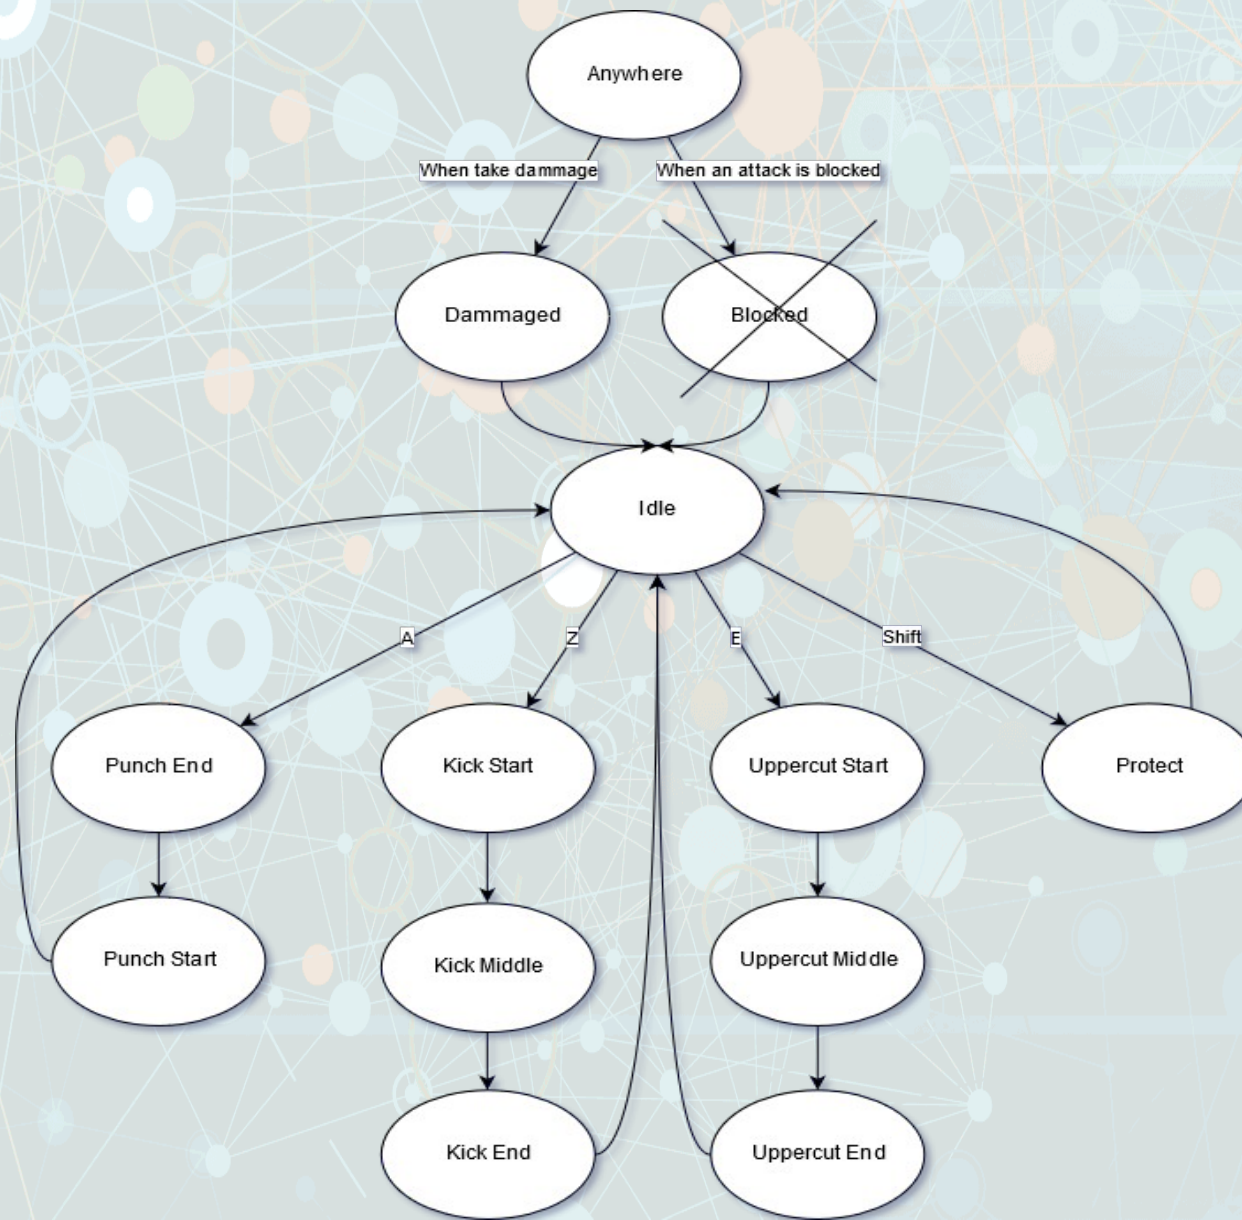 Anywhere
When take dammage
When an attack is blocked
Dammaged
Blocked
Idle
A
Z
E
Shift
Punch End
Kick Start
Uppercut Start
Protect
Punch Start
Kick Middle
Uppercut Middle
Kick End
Uppercut End